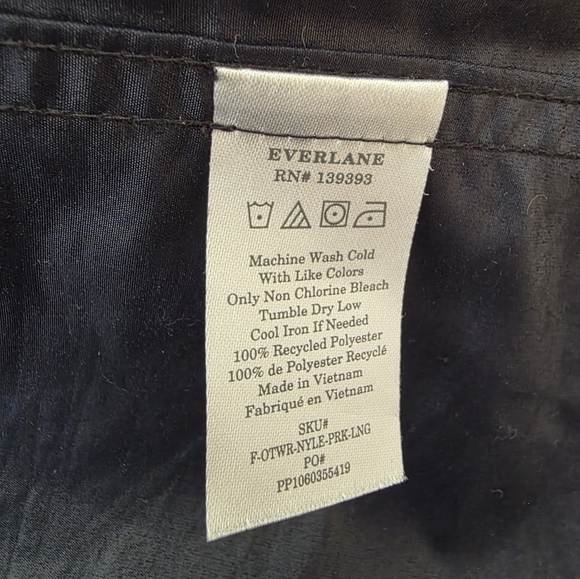 EVERLANE
RN# 139393
Machine Wash Cold
With Like Colors
Only Non Chlorine Bleach
Tumble Dry Low
Cool Iron If Needed
100% Recycled Polyester
100% de Polyester Recyclé
Made in Vietnam
Fabriqué en Vietnam
SKU#
F-OTWR-NYLE-PRK-LNG
PO#
PP1060355419